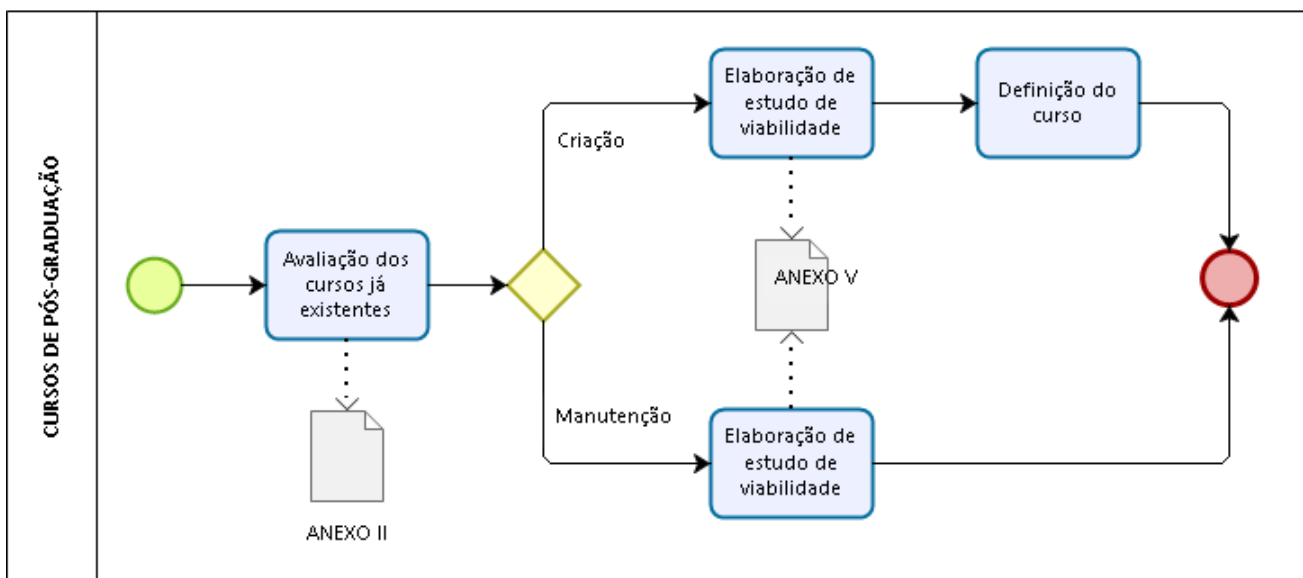 CURSOS DE PÓS-GRADUAÇÃO
Avaliação dos
cursos já
existentes
ANEXO II
Criação
Manutenção
Elaboração de
estudo de
viabilidade
Definição do
curso
ANEXO V
Elaboração de
estudo de
viabilidade